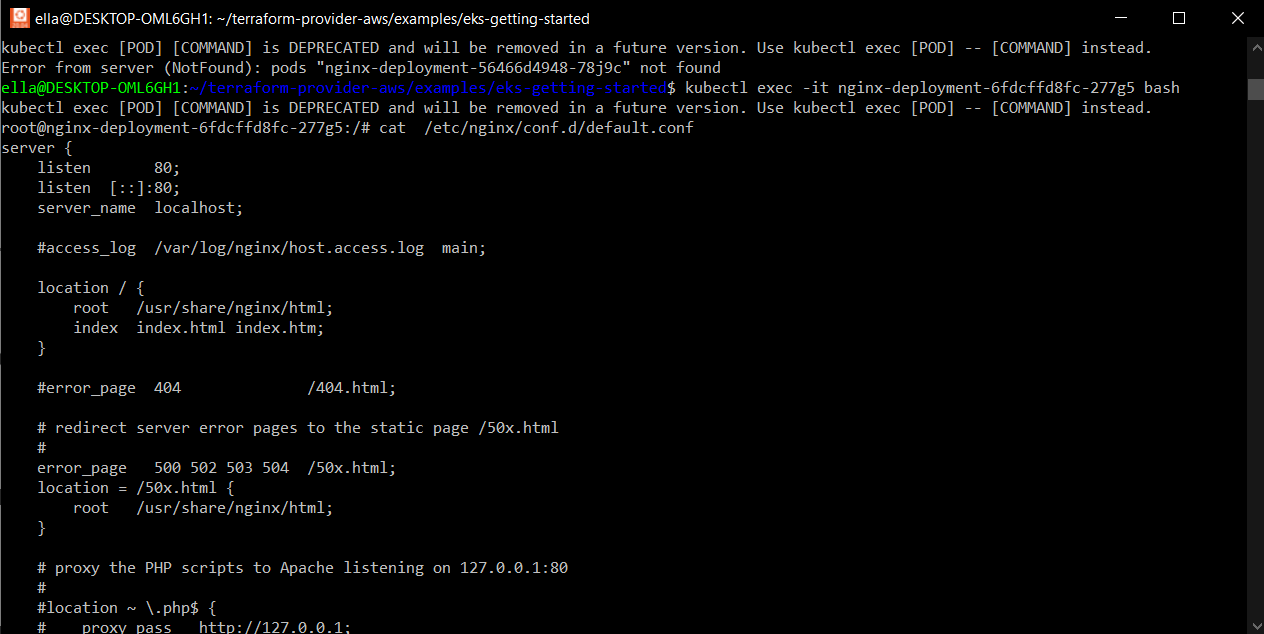 ella@DESKTOP-OML6GH1: ~/terraform-provider-aws/examples/eks-getting-started
kubectl exec [POD] [COMMAND] is DEPRECATED and will be removed in a future version. Use kubectl exec [POD] -- [COMMAND] instead.
Error from server (NotFound): pods "nginx-deployment-56466d4948-78j9c" not found
ella@DESKTOP-OML6GH1:~/terraform-provider-aws/examples/eks-getting-started$ kubectl exec -it nginx-deployment-6fdcffd8fc-277g5 bash
kubectl exec [POD] [COMMAND] is DEPRECATED and will be removed in a future version. Use kubectl exec [POD] -- [COMMAND] instead.
root@nginx-deployment-6fdcffd8fc-277g5:/# cat  /etc/nginx/conf.d/default.conf
server {
    listen       80;
    listen  [::]:80;
    server_name  localhost;

    #access_log  /var/log/nginx/host.access.log  main;

    location / {
        root   /usr/share/nginx/html;
        index  index.html index.htm;
    }

    #error_page  404              /404.html;

    # redirect server error pages to the static page /50x.html
    #
    error_page   500 502 503 504  /50x.html;
    location = /50x.html {
        root   /usr/share/nginx/html;
    }

    # proxy the PHP scripts to Apache listening on 127.0.0.1:80
    #
    #location ~ \.php$ {
    #    proxy_pass   http://127.0.0.1;